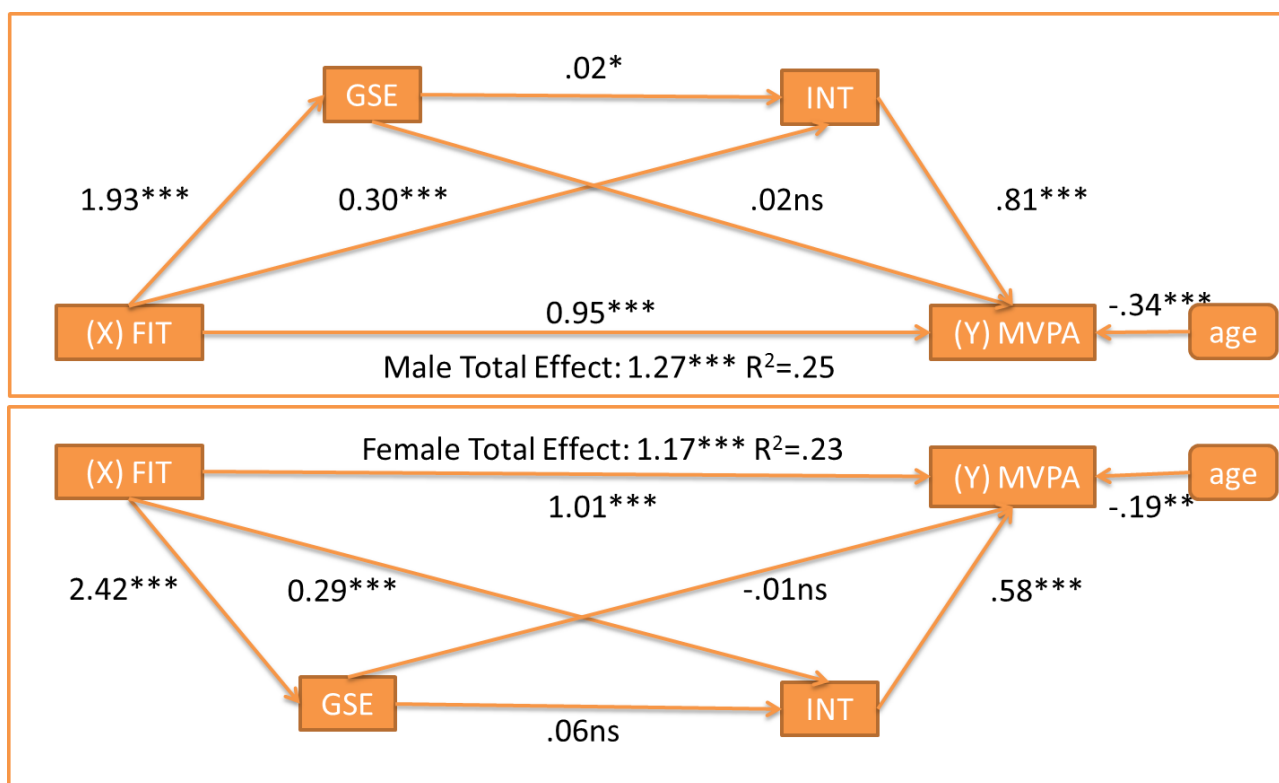 .02*
GSE
INT
1.93***
0.30***
.02ns
.81***
(X) FIT
0.95***
(Y) MVPA
-.34***
age
Male Total Effect: 1.27*** R²=.25
(X) FIT
Female Total Effect: 1.17*** R²=.23
(Y) MVPA
age
1.01***
-.19**
2.42***
0.29***
-.01ns
.58***
GSE
INT
.06ns